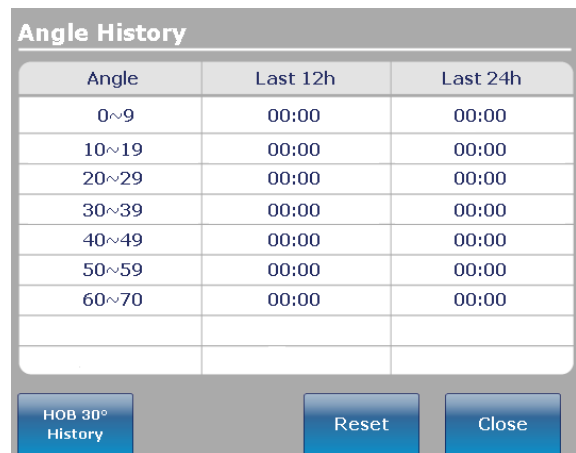 Angle History
Angle Last 12h Last 24h
0~9 00:00 00:00
10~19 00:00 00:00
20~29 00:00 00:00
30~39 00:00 00:00
40~49 00:00 00:00
50~59 00:00 00:00
60~70 00:00 00:00
HOB 30°
History
Reset
Close